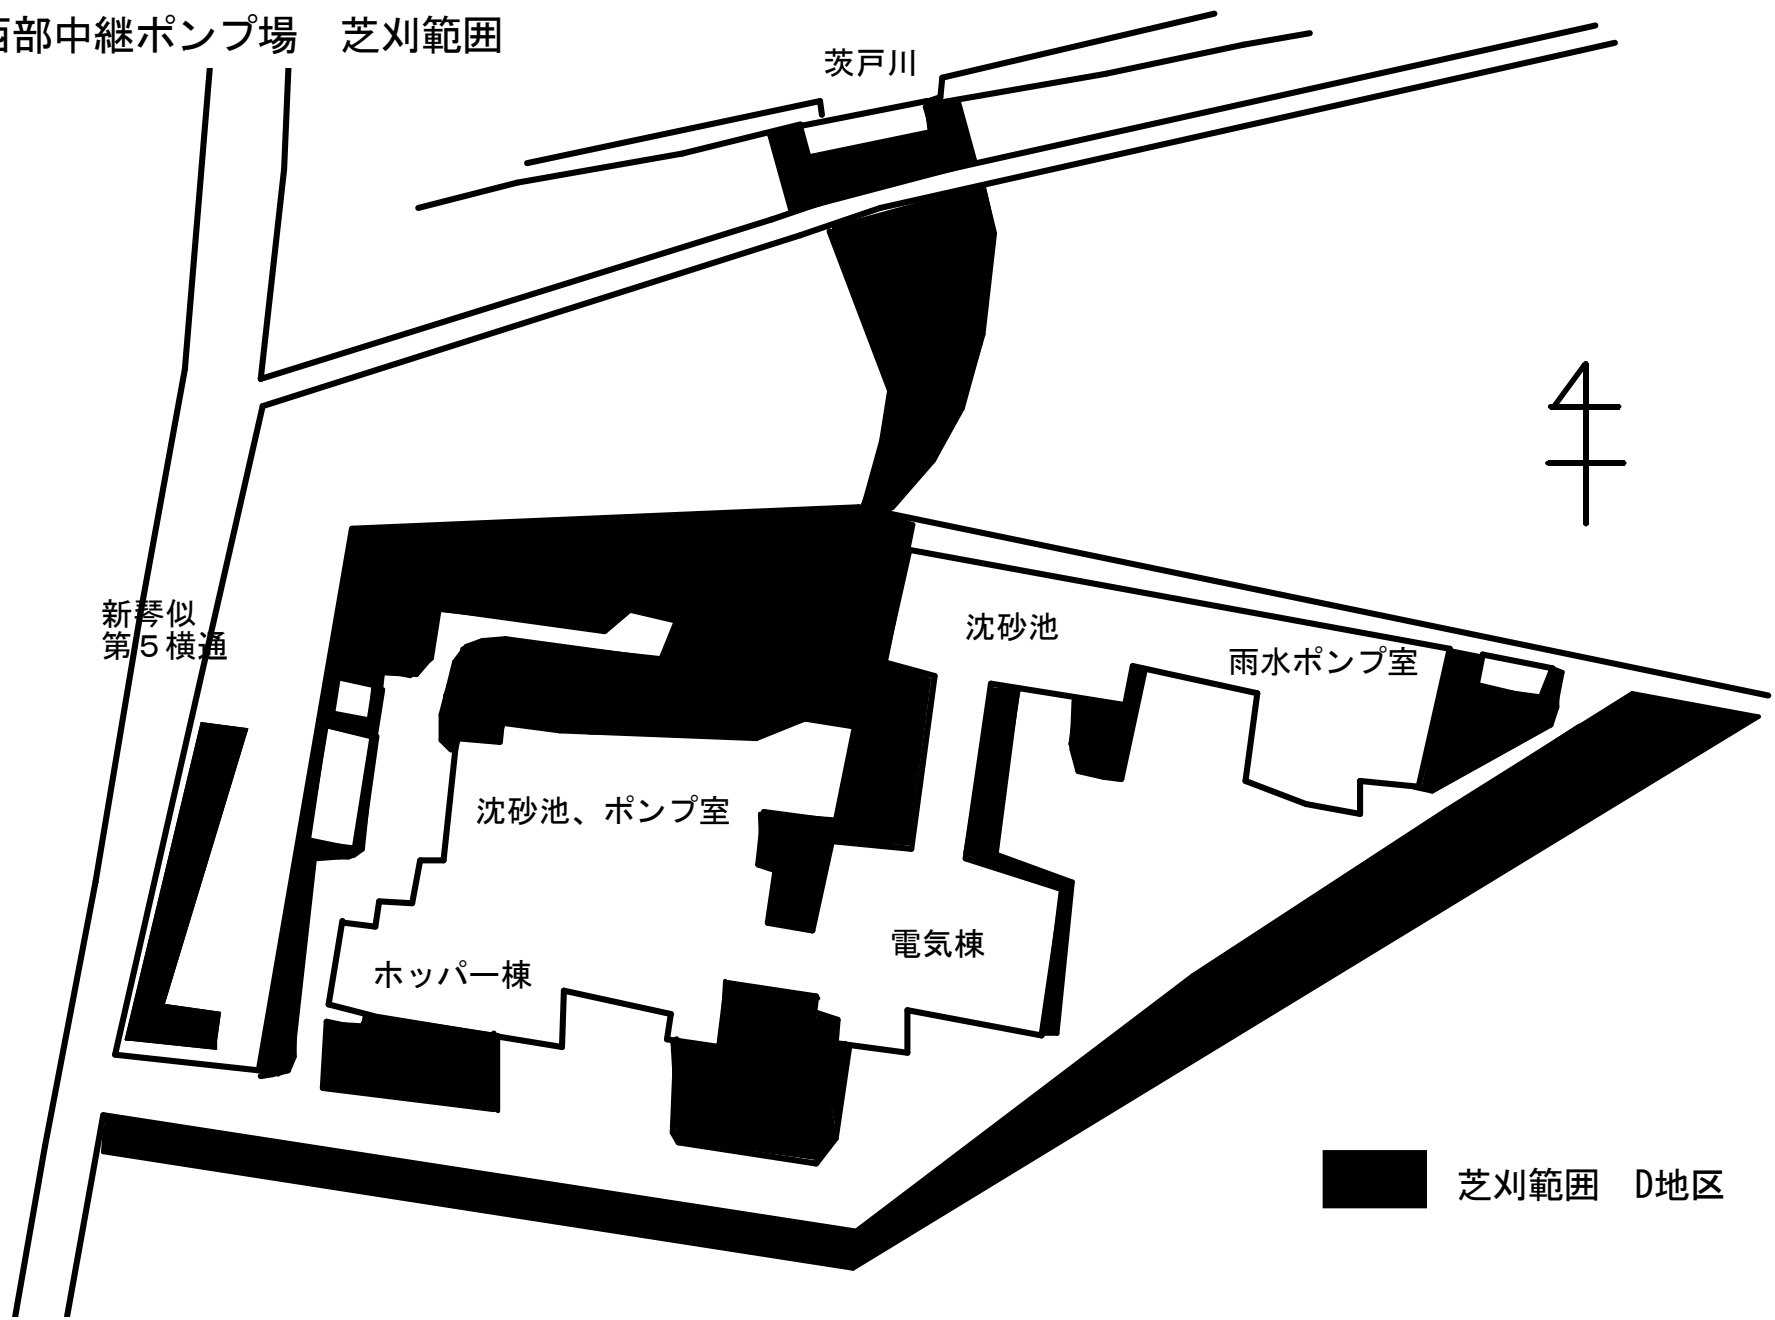 西部中継ポンプ場　芝刈範囲
茨戸川
新琴似
第５横通
沈砂池
雨水ポンプ室
沈砂池、ポンプ室
電気棟
ホッパー棟
芝刈範囲　D地区